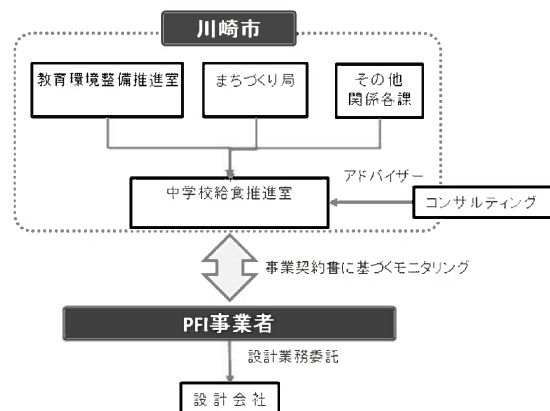 川崎市
教育環境整備推進室
まちづくり局
その他
関係各課
アドバイザー
中学校給食推進室
コンサルティング
事業契約書に基づくモニタリング
PFI事業者
設計業務委託
設計会社